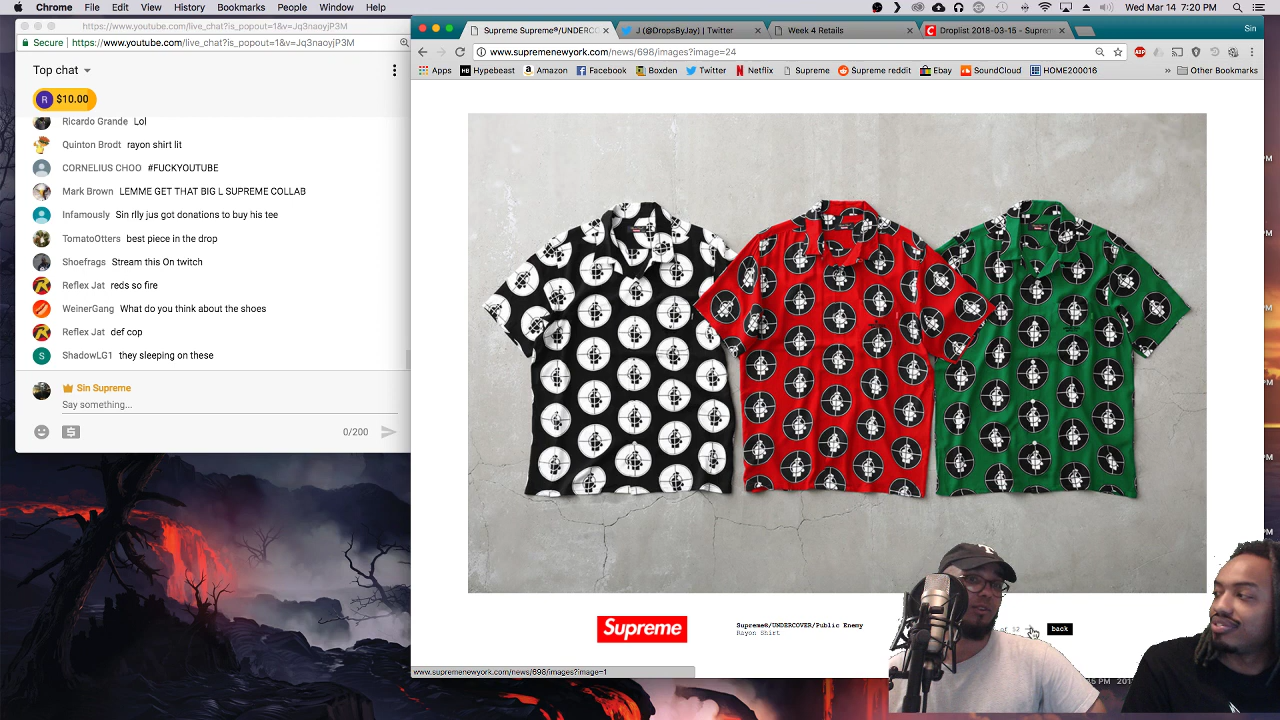 Chrome File Edit View History Bookmarks People Window Help
Wed Mar 14 7:20 PM
https://www.youtube.com/live_chat?is_popout=1&v=Jq3naoyjP3M
Secure https://www.youtube.com/live_chat?is_popout=1&v=Jq3naoyjP3M
Top chat
R $10.00
Ricardo Grande Lol
Quinton Brodt rayon shirt lit
CORNELIUS CHOO #FUCKYOUTUBE
Mark Brown LEMME GET THAT BIG L SUPREME COLLAB
Infamously Sin rlly jus got donations to buy his tee
TomatoOtters best piece in the drop
Shoefrags Stream this On twitch
Reflex Jat reds so fire
WeinerGang What do you think about the shoes
Reflex Jat def cop
S ShadowLG1 they sleeping on these
Sin Supreme
Say something...
0/200
Supreme Supreme®/UNDERCO
J (@DropsByJay) | Twitter
Week 4 Retails
Droplist 2018-03-15 - Suprem
Sin
www.supremenewyork.com/news/698/images?image=24
Apps Hypebeast Amazon Facebook Boxden Twitter Netflix Supreme Supreme reddit Ebay SoundCloud HOME200016 » Other Bookmarks
Supreme
Supreme®/UNDERCOVER/Public Enemy
Rayon Shirt
of 12
back
www.supremenewyork.com/news/698/images?image=1